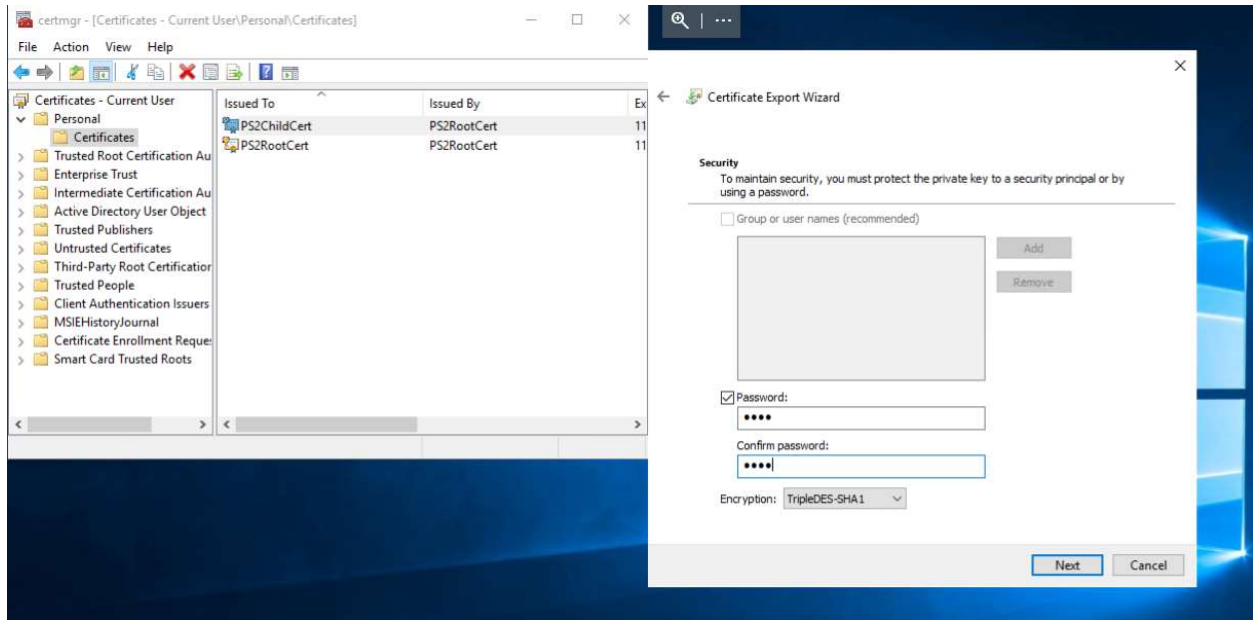 certmgr - [Certificates - Current User\Personal\Certificates]
File Action View Help
Certificates - Current User
Personal
Certificates
Trusted Root Certification Au
Enterprise Trust
Intermediate Certification Au
Active Directory User Object
Trusted Publishers
Untrusted Certificates
Third-Party Root Certification
Trusted People
Client Authentication Issuers
MSIEHistoryJournal
Certificate Enrollment Reques
Smart Card Trusted Roots
Issued To Issued By Ex
PS2ChildCert PS2RootCert 11
PS2RootCert PS2RootCert 11
Certificate Export Wizard
Security
To maintain security, you must protect the private key to a security principal or by
using a password.
Group or user names (recommended)
Add
Remove
Password:
••••
Confirm password:
••••
Encryption: TripleDES-SHA1
Next Cancel